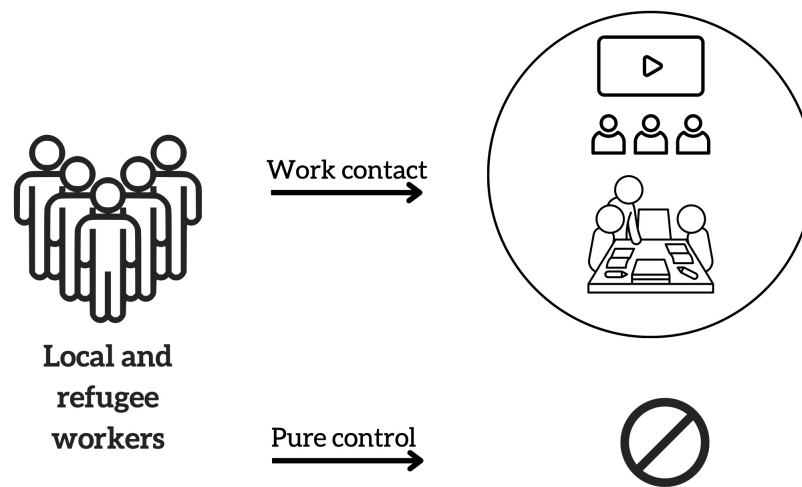 Work contact
Local and
refugee
workers
Pure control